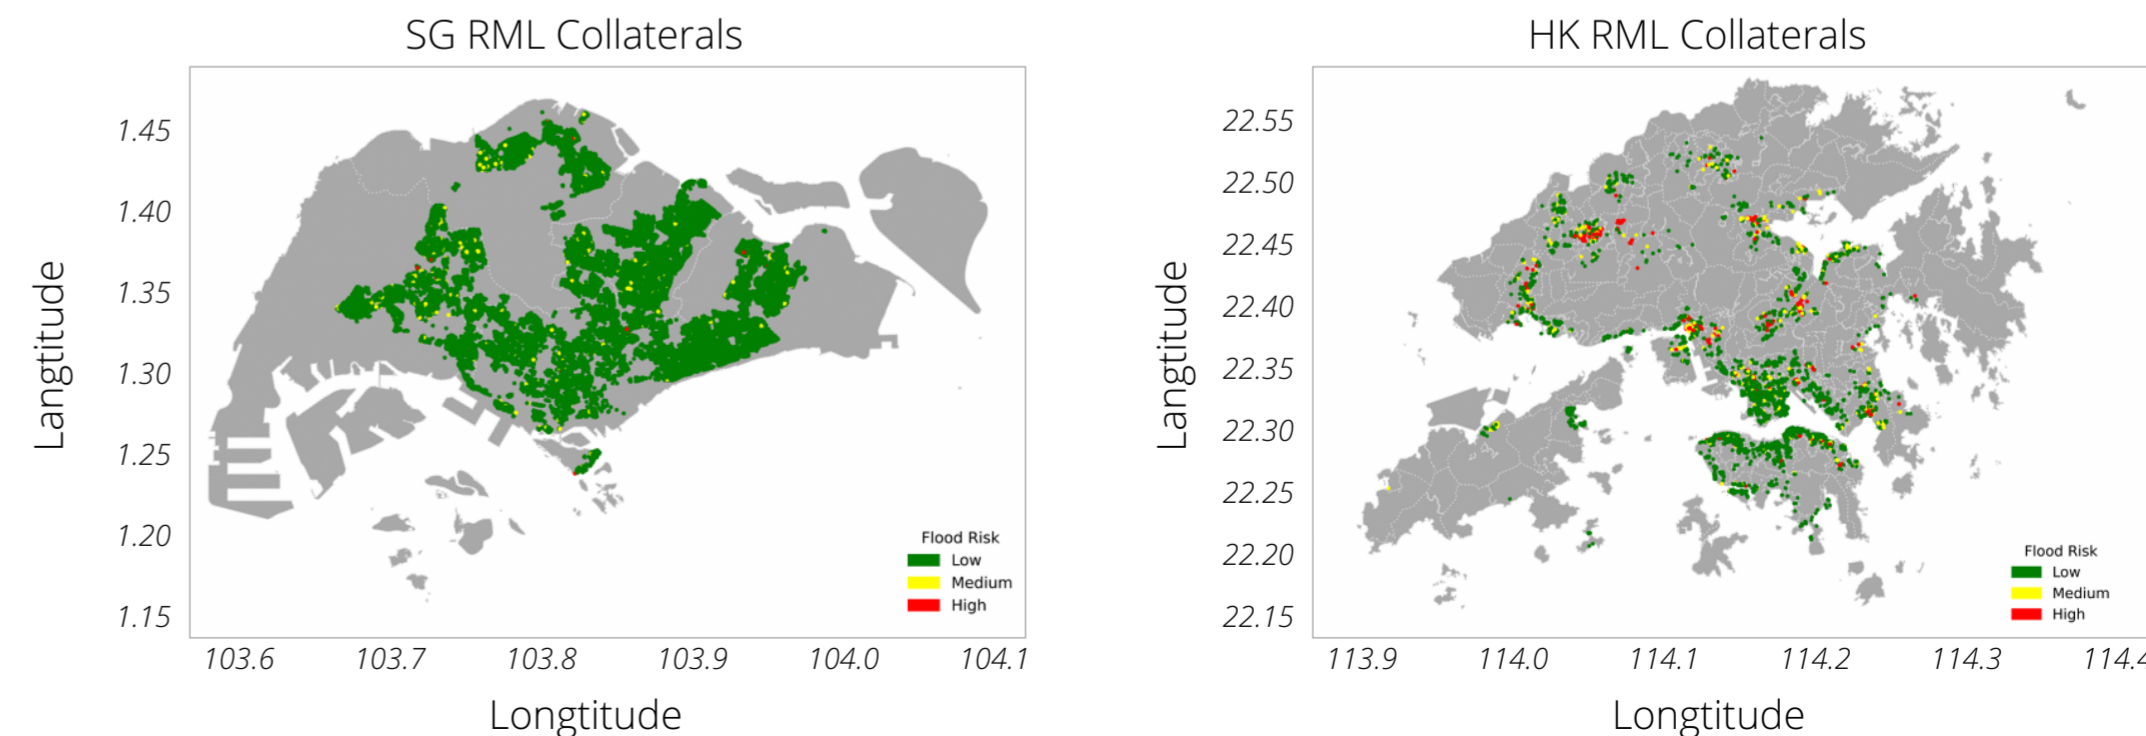 SG RML Collaterals
Langtitude
1.45
1.40
1.35
1.30
1.25
1.20
1.15
Flood Risk
Low
Medium
High
103.6 103.7 103.8 103.9 104.0 104.1
Longtitude
HK RML Collaterals
Langtitude
22.55
22.50
22.45
22.40
22.35
22.30
22.25
22.20
22.15
Flood Risk
Low
Medium
High
113.9 114.0 114.1 114.2 114.3 114.4
Longtitude